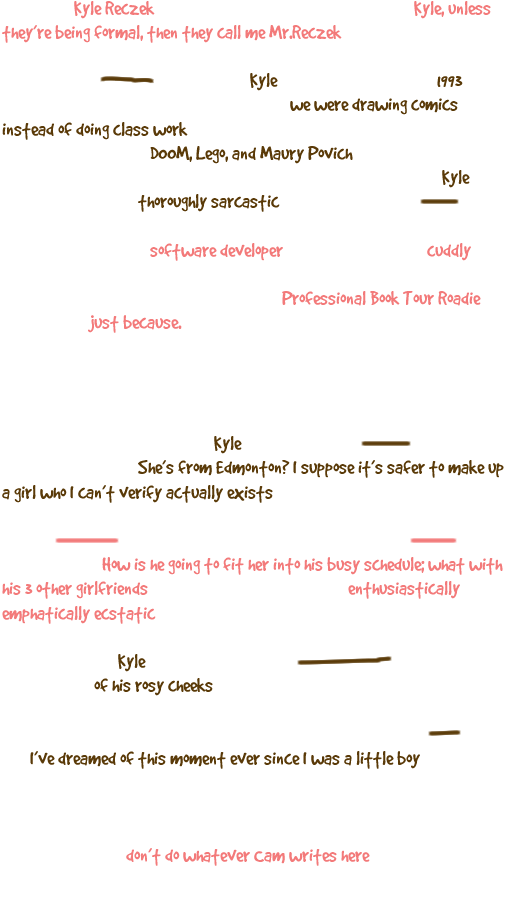 Kyle Reczek Kyle, unless
they're being formal, then they call me Mr.Reczek
Kyle 1993
we were drawing comics
instead of doing class work
DooM, Lego, and Maury Povich
Kyle
thoroughly sarcastic
software developer cuddly
Professional Book Tour Roadie
just because.
Kyle
She's from Edmonton? I suppose it's safer to make up
a girl who I can't verify actually exists
How is he going to fit her into his busy schedule; what with
his 3 other girlfriends enthusiastically
emphatically ecstatic
Kyle
of his rosy cheeks
I've dreamed of this moment ever since I was a little boy
don't do whatever Cam writes here